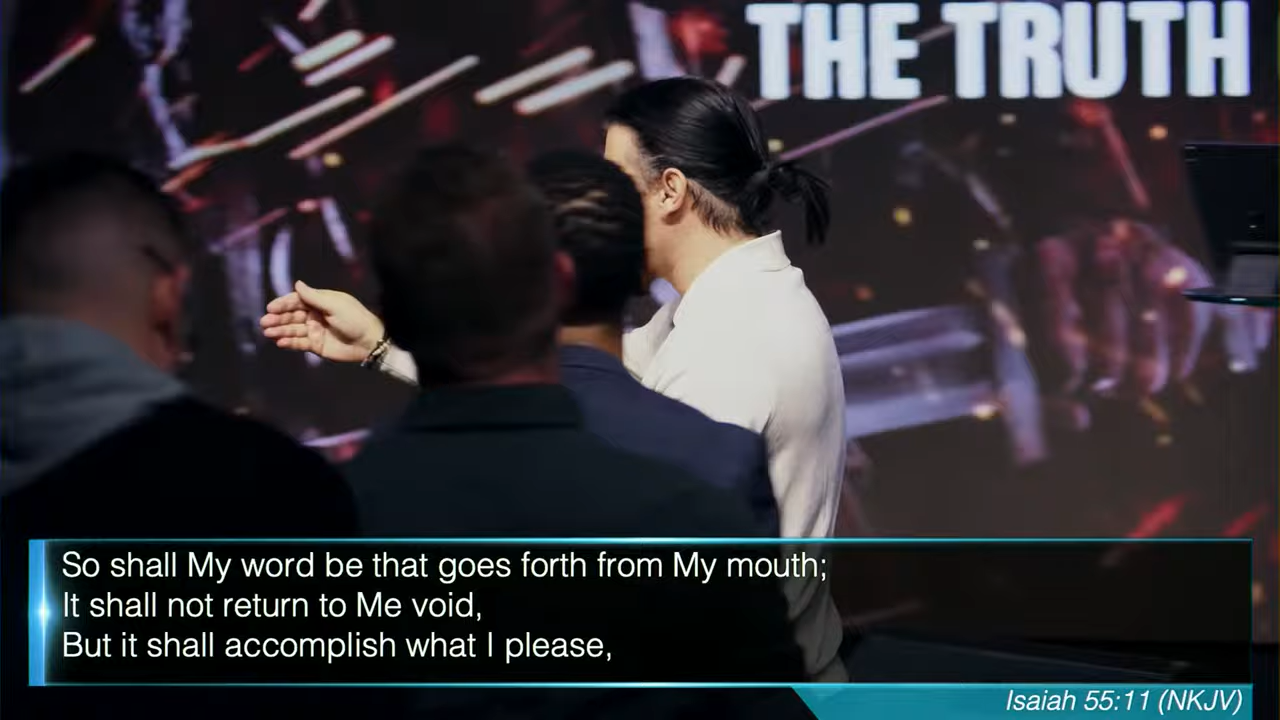 THE TRUTH
So shall My word be that goes forth from My mouth;
It shall not return to Me void,
But it shall accomplish what I please,
Isaiah 55:11 (NKJV)